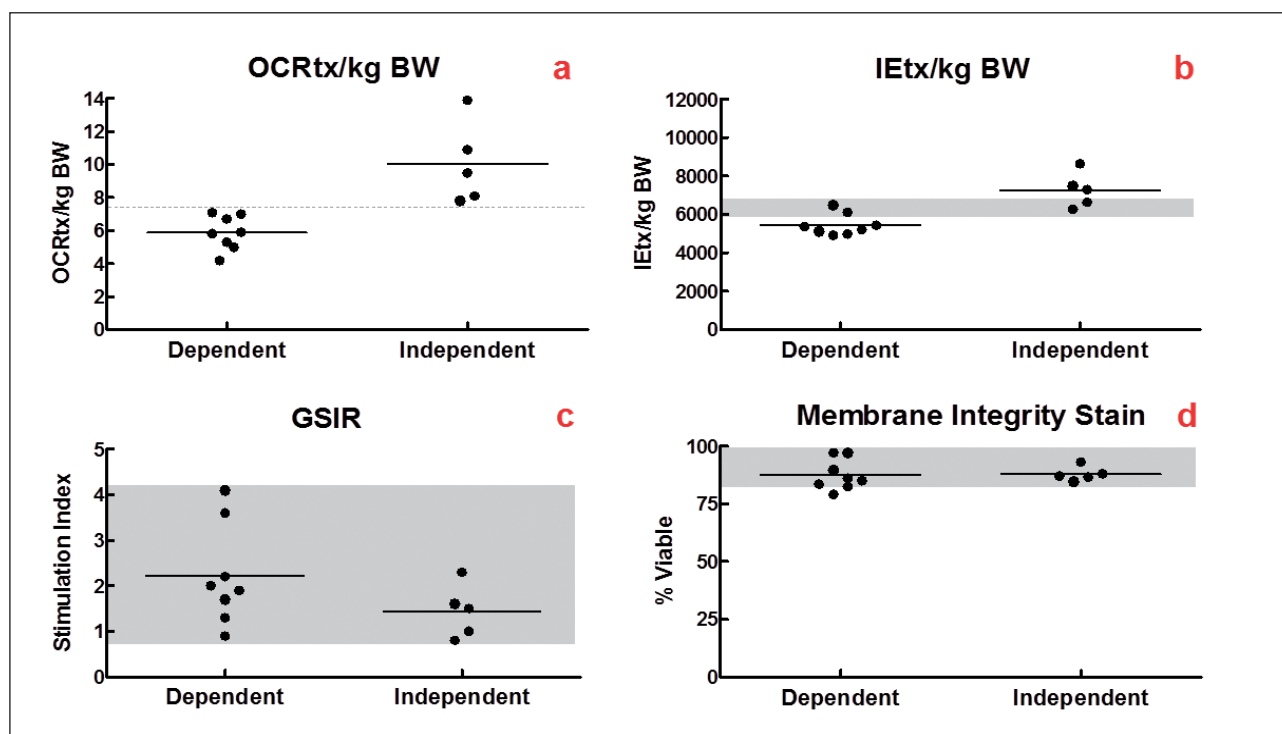 OCRtx/kg BW a
OCRtx/kg BW
14
12
10
8
6
4
2
0
Dependent Independent
IEtx/kg BW b
IEtx/kg BW
12000
10000
8000
6000
4000
2000
0
Dependent Independent
GSIR c
Stimulation Index
5
4
3
2
1
0
Dependent Independent
Membrane Integrity Stain d
% Viable
100
75
50
25
0
Dependent Independent